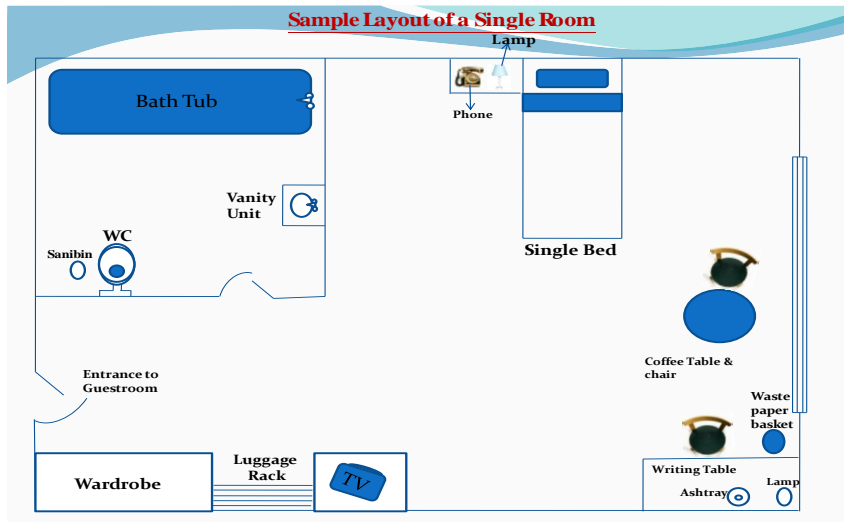 Sample Layout of a Single Room
Lamp
Phone
Bath Tub
Vanity
Unit
WC
Sanibin
Single Bed
Coffee Table &
chair
Entrance to
Guestroom
Waste
paper
basket
Wardrobe
Luggage
Rack
TV
Writing Table
Ashtray
Lamp